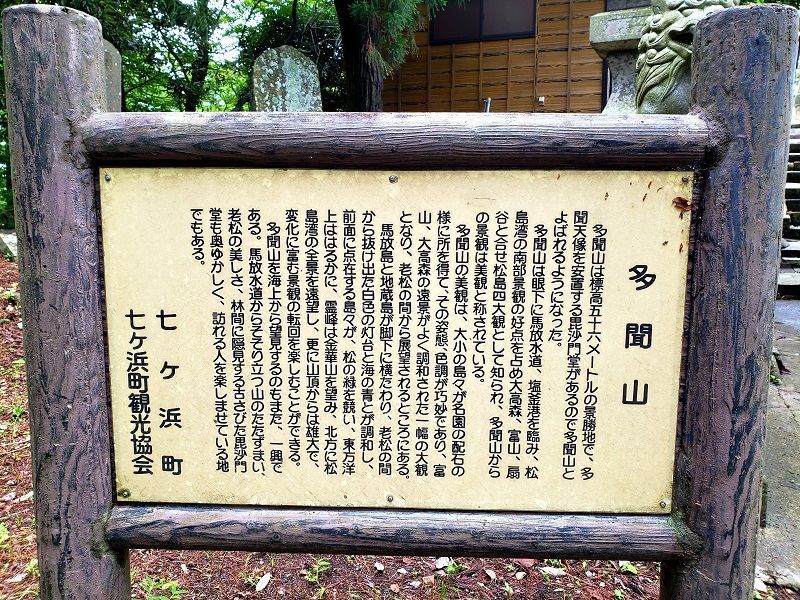 多聞山
多聞山は標高五十六メートルの景勝地で、多
聞天像を安置する毘沙門堂があるので多聞山と
よばれるようになった。
多聞山は眼下に馬放水道、塩釜港を臨み、松
島湾の南部景観の好点を占め大高森、富山、扇
谷と合せ松島四大観として知られ、多聞山から
の景観は美観と称されている。
多聞山の美観は、大小の島々が名園の配石の
様に所を得て、その姿態、色調が巧妙であり、富
山、大高森の遠景がよく調和された一幅の大観
となり、老松の間から展望されるところにある。
馬放島と地蔵島が脚下に横たわり、老松の間
から抜け出た白色の灯台と海の青とが調和し、
前面に点在する島々が、松の緑を競い、東方洋
上はるかに、霊峰は金華山を望み、北方に松
島湾の全景を遠望し、更に山頂からは雄大で、
変化に富む景観の転回を楽しむことができる。
多聞山を海上から望見するのもまた、一興で
ある。馬放水道からそそり立つ山のたたずまい、
老松の美しさ、林間に隠見する古さびた毘沙門
堂も奥ゆかしく、訪れる人を楽しませている地
でもある。
七ヶ浜町
七ヶ浜町観光協会